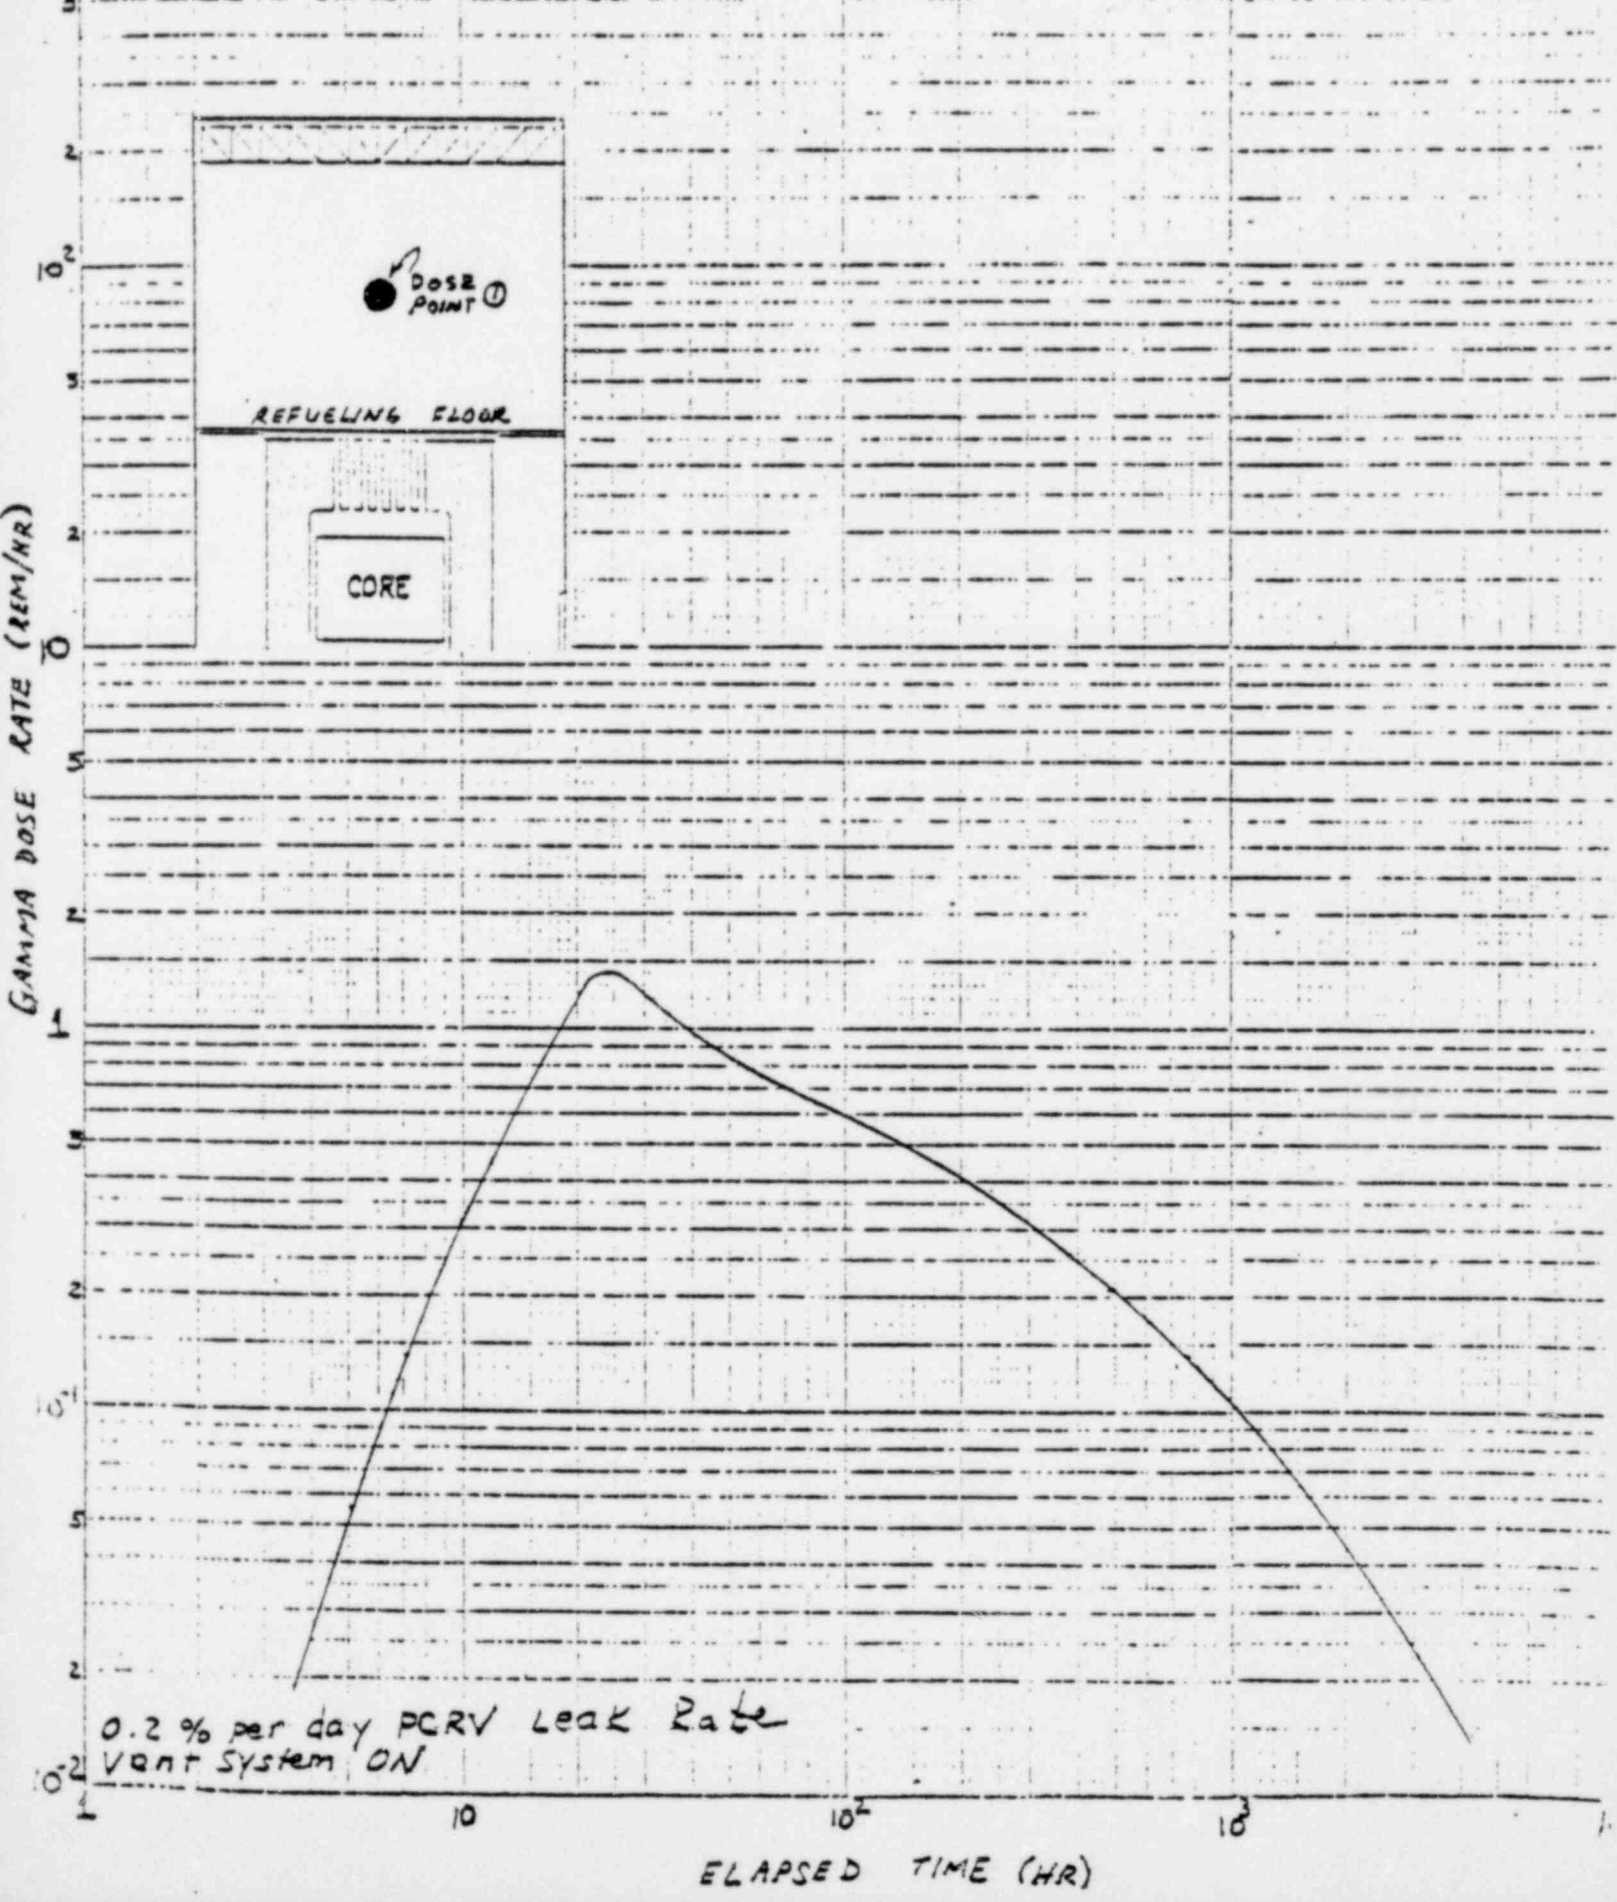 5
2
10²
5
2
10
5
2
1
5
2
10⁻¹
5
2
10⁻²
GAMMA DOSE RATE (REM/HR)
DOSE
POINT ①
REFUELING FLOOR
CORE
0.2 % per day PCRV Leak Rate
Vent System ON
1
10
10²
10³
ELAPSED TIME (HR)